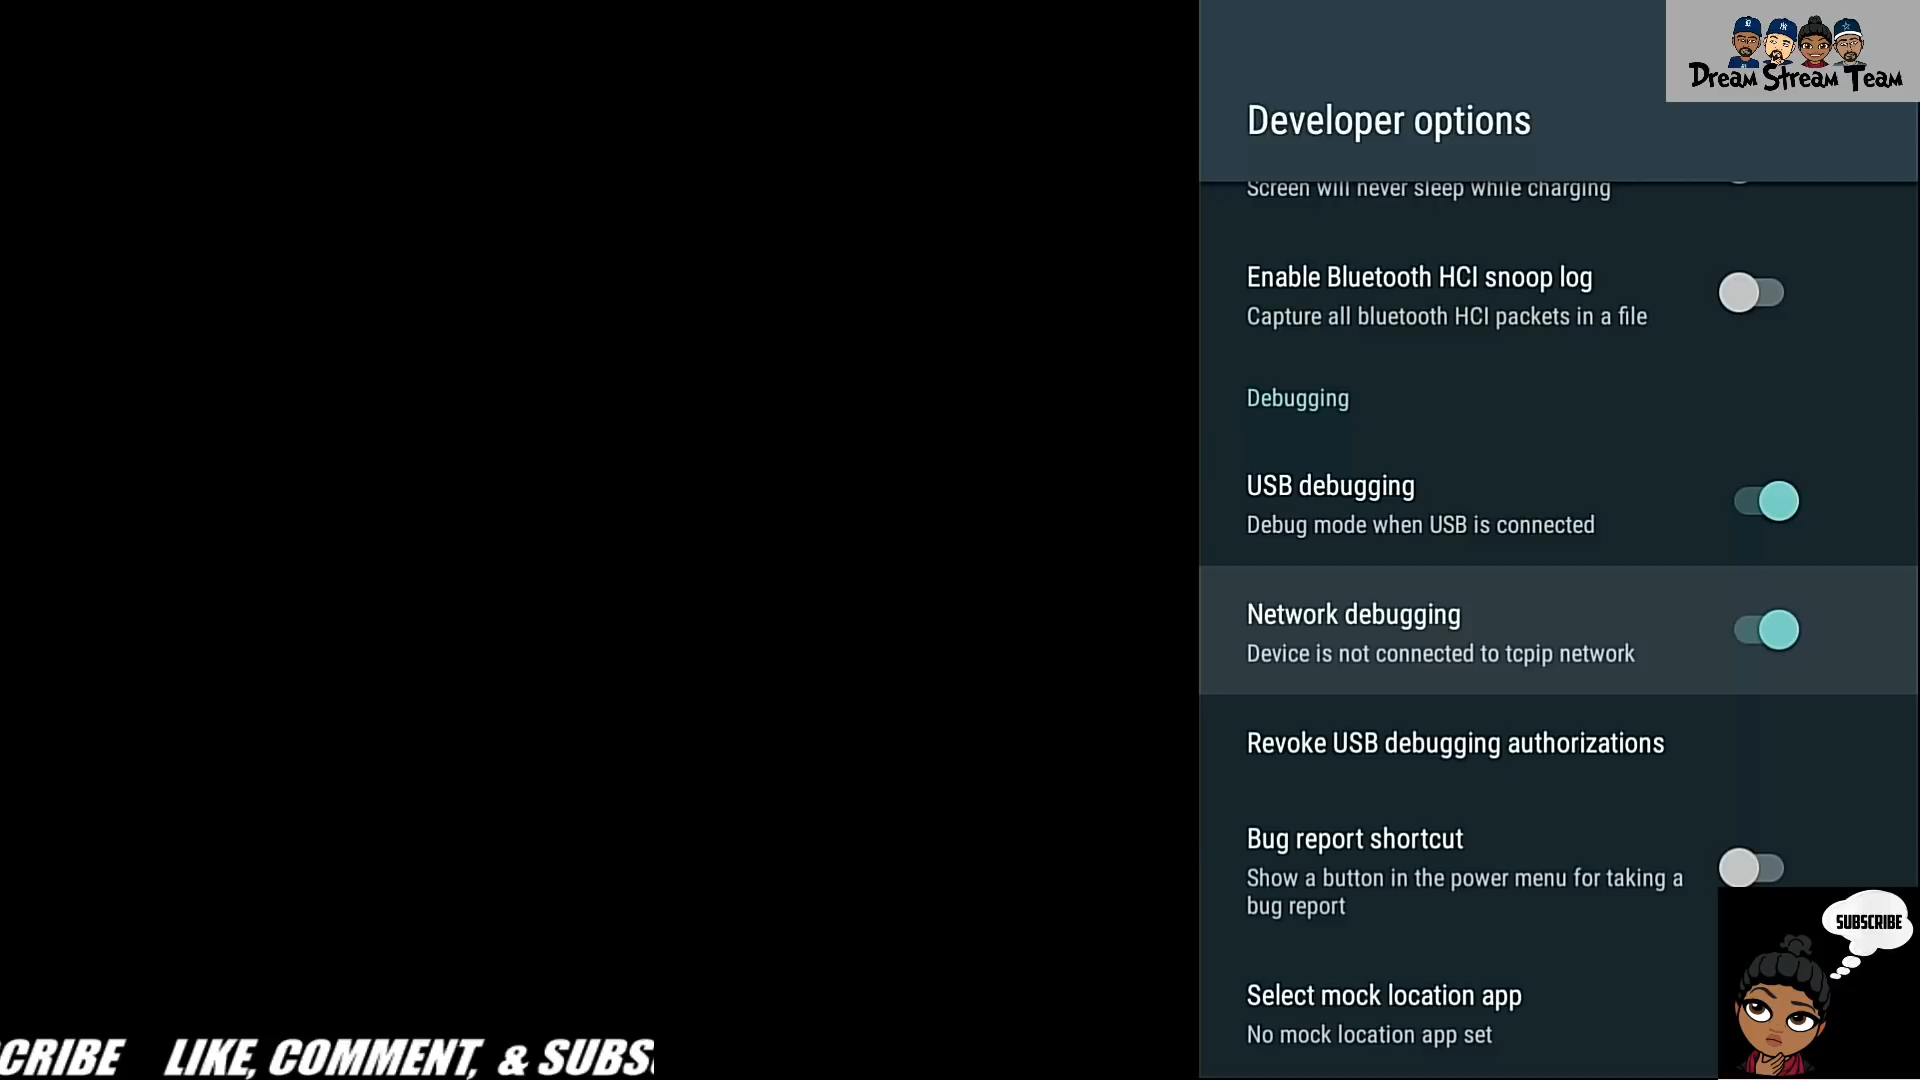 Dream Stream Team
Developer options
Screen will never sleep while charging
Enable Bluetooth HCI snoop log
Capture all bluetooth HCI packets in a file
Debugging
USB debugging
Debug mode when USB is connected
Network debugging
Device is not connected to tcpip network
Revoke USB debugging authorizations
Bug report shortcut
Show a button in the power menu for taking a
bug report
SUBSCRIBE
Select mock location app
No mock location app set
CRIBE LIKE, COMMENT, & SUBS